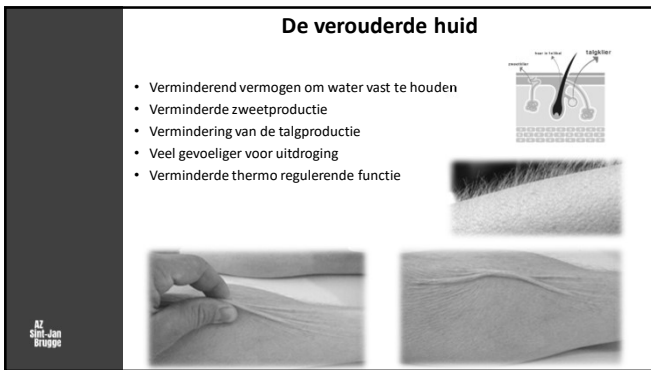 De verouderde huid
talgklier
• Verminderend vermogen om water vast te houden
• Verminderde zweetproductie
• Vermindering van de talgproductie
• Veel gevoeliger voor uitdroging
• Verminderde thermo regulerende functie
AZ
Sint-Jan
Brugge